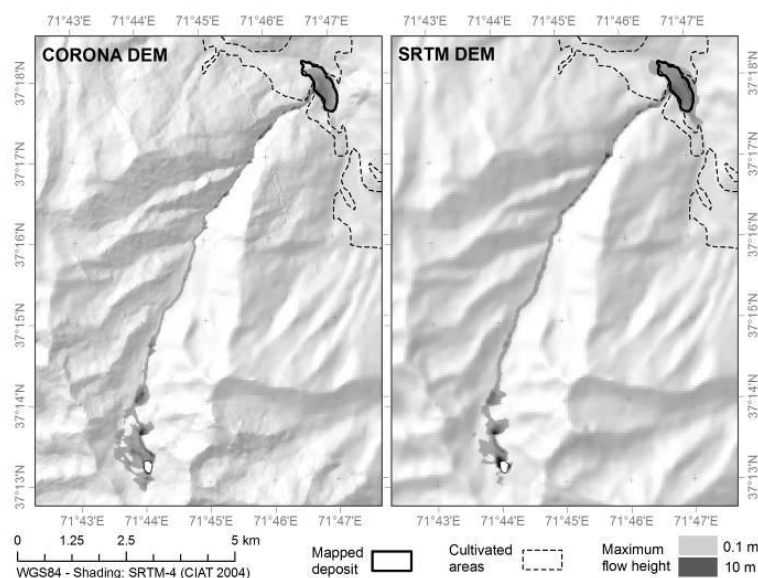 71°43'E 71°44'E 71°45'E 71°46'E 71°47'E 71°43'E 71°44'E 71°45'E 71°46'E 71°47'E
CORONA DEM
SRTM DEM
37°18'N 37°18'N
37°17'N 37°17'N
37°16'N 37°16'N
37°15'N 37°15'N
37°14'N 37°14'N
37°13'N 37°13'N
71°43'E 71°44'E 71°45'E 71°46'E 71°47'E 71°43'E 71°44'E 71°45'E 71°46'E 71°47'E
0 1.25 2.5 5 km
WGS84 - Shading: SRTM-4 (CIAT 2004)
Mapped
deposit
Cultivated
areas
Maximum
flow height
0.1 m
10 m